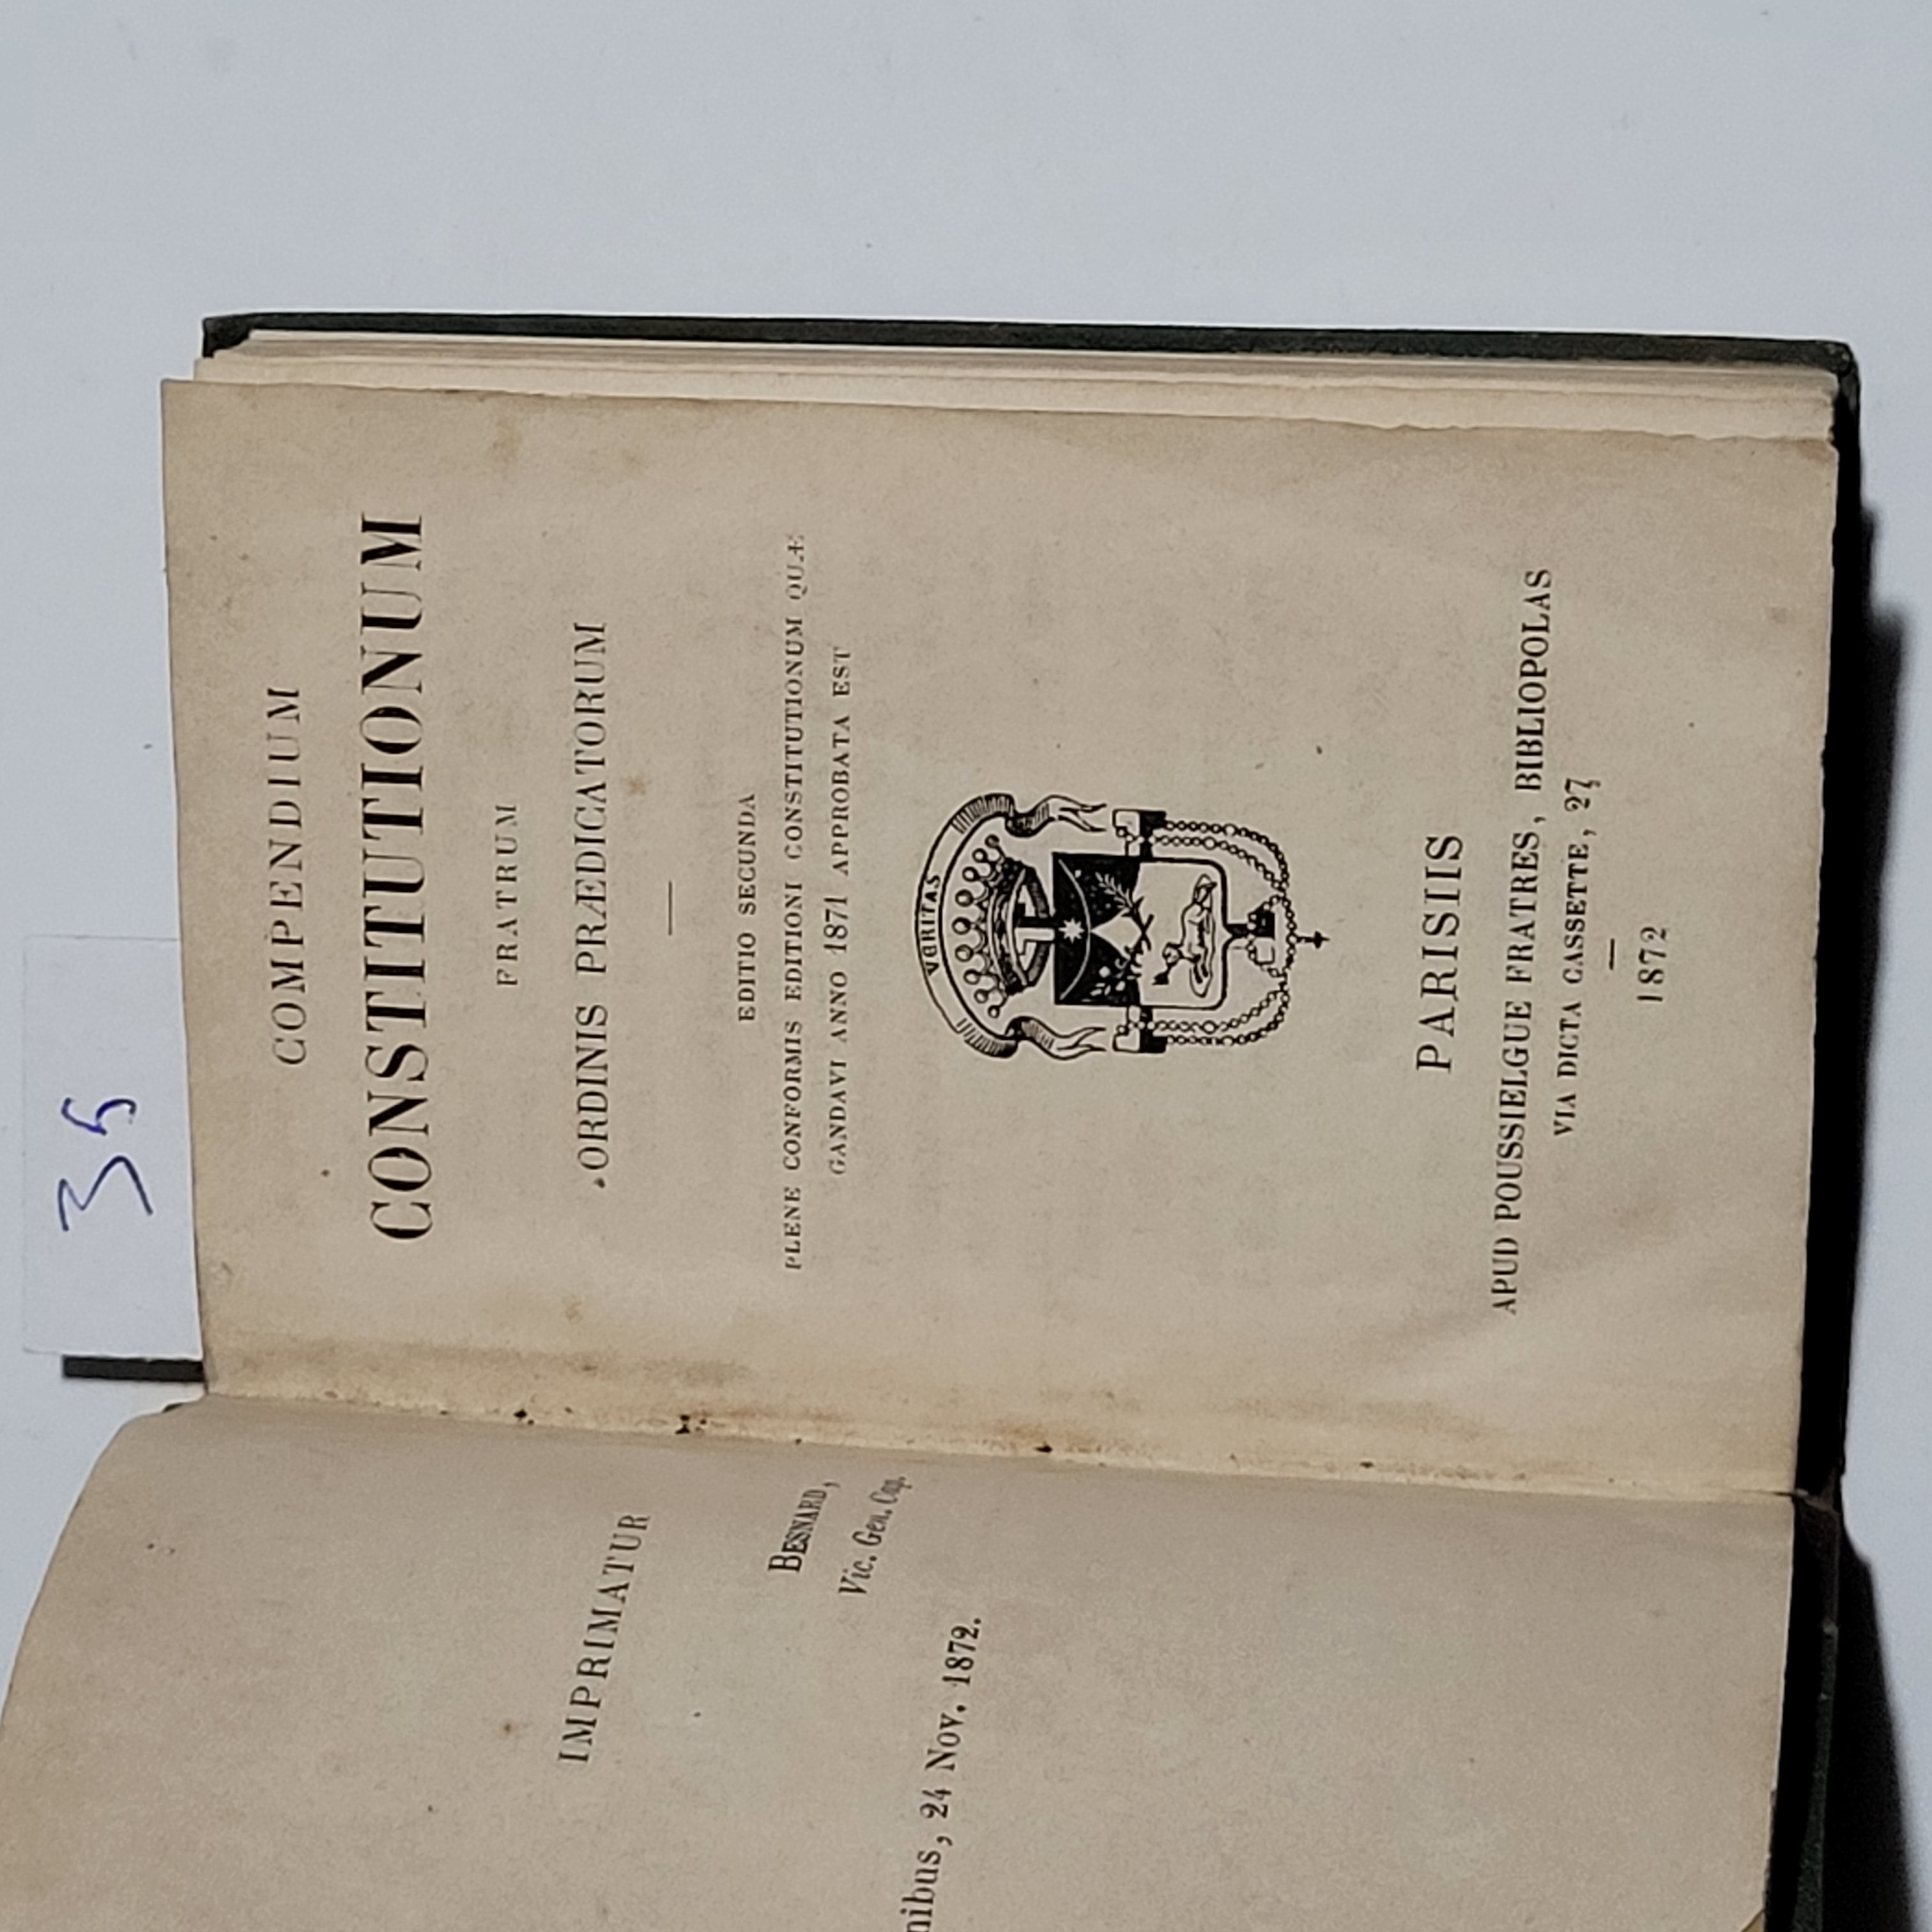 35
IMPRIMATUR
BESNARD,
Vic. Gen. Cap.
nibus, 24 Nov. 1872.
COMPENDIUM
CONSTITUTIONUM
FRATRUM
ORDINIS PRÆDICATORUM
EDITIO SECUNDA
PLENE CONFORMIS EDITIONI CONSTITUTIONUM QUÆ
GANDAVI ANNO 1871 APPROBATA EST
VERITAS
PARISIIS
APUD POUSSIELGUE FRATRES, BIBLIOPOLAS
VIA DICTA CASSETTE, 27
1872